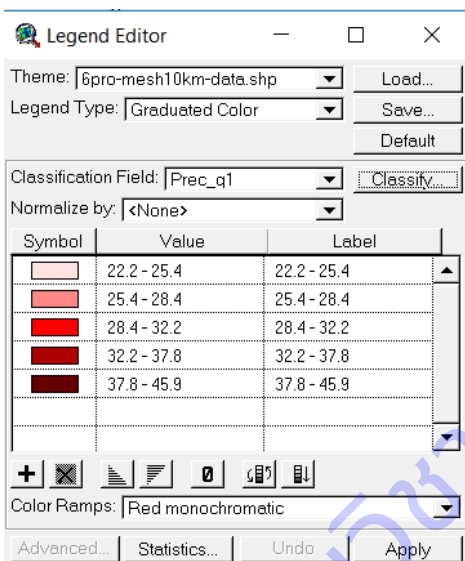 Legend Editor
Theme: 6pro-mesh10km-data.shp
Load...
Legend Type: Graduated Color
Save...
Default
Classification Field: Prec_q1
Classify...
Normalize by: <None>
Symbol Value Label
22.2 - 25.4 22.2 - 25.4
25.4 - 28.4 25.4 - 28.4
28.4 - 32.2 28.4 - 32.2
32.2 - 37.8 32.2 - 37.8
37.8 - 45.9 37.8 - 45.9
Color Ramps: Red monochromatic
Advanced... Statistics... Undo Apply